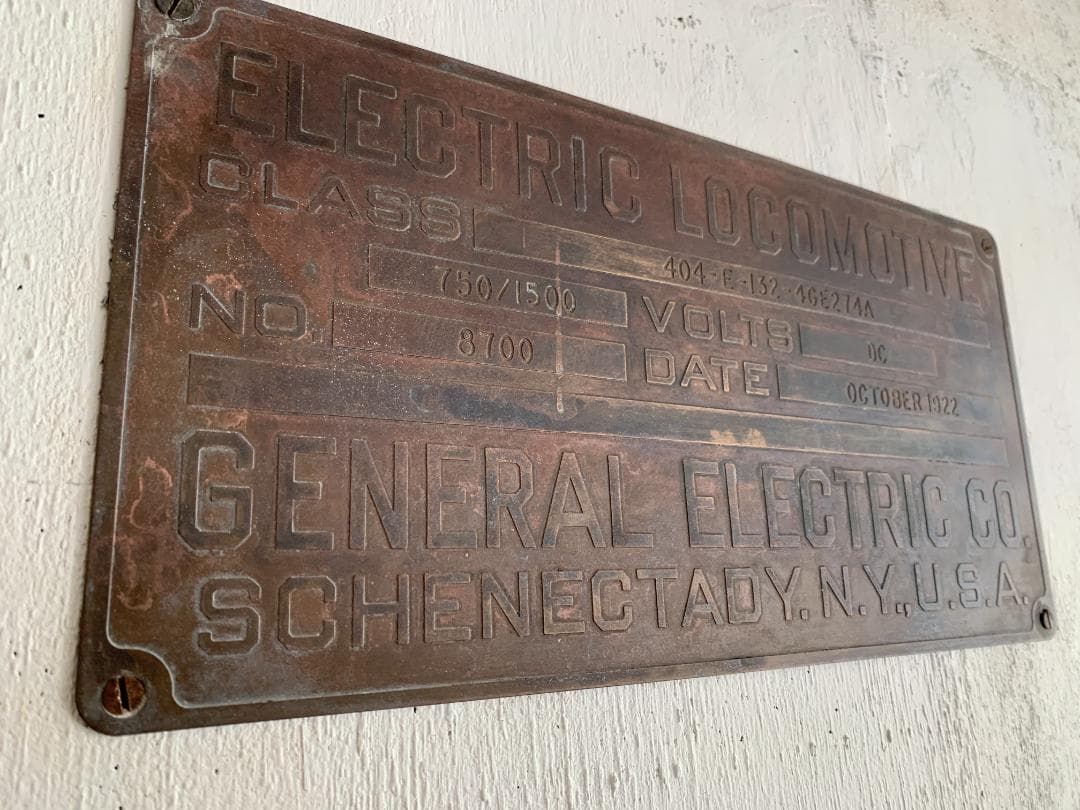 ELECTRIC LOCOMOTIVE
CLASS 404-E-132-4GE274A
750/1500 VOLTS DC
NO. 8700 DATE OCTOBER 1922
GENERAL ELECTRIC CO.
SCHENECTADY. N.Y., U.S.A.